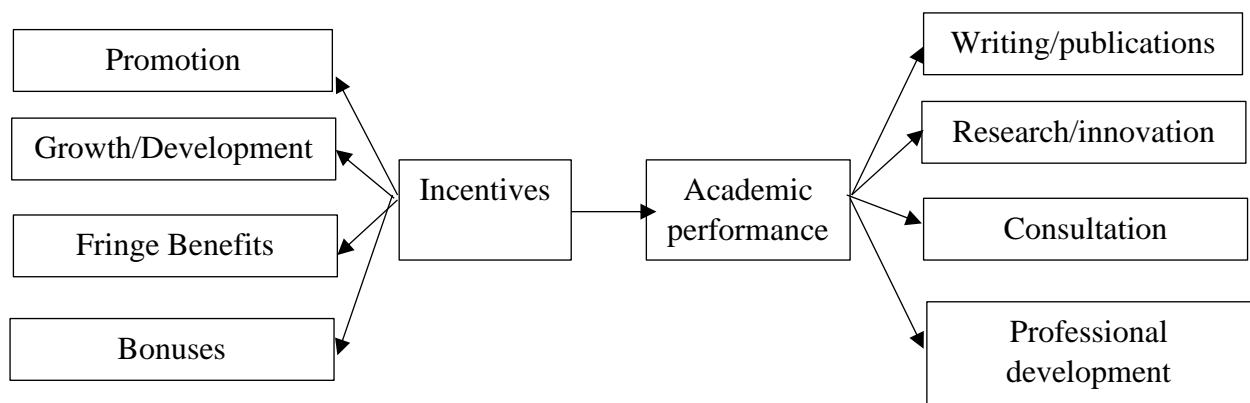 Promotion
Growth/Development
Fringe Benefits
Bonuses
Incentives
Academic
performance
Writing/publications
Research/innovation
Consultation
Professional
development